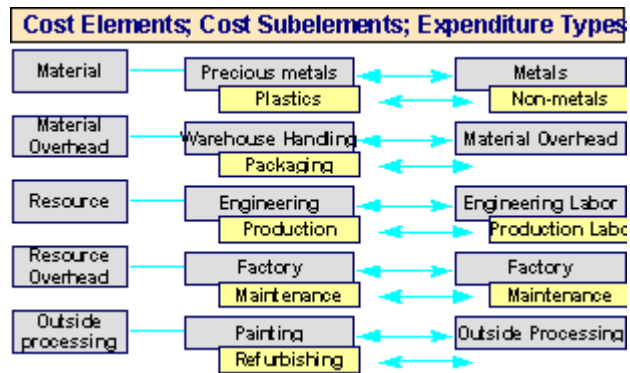 Cost Elements; Cost Subelements; Expenditure Types
Material
Precious metals
Metals
Plastics
Non-metals
Material
Overhead
Warehouse Handling
Material Overhead
Packaging
Resource
Engineering
Engineering Labor
Production
Production Labo
Resource
Overhead
Factory
Factory
Maintenance
Maintenance
Outside
processing
Painting
Outside Processing
Refurbishing